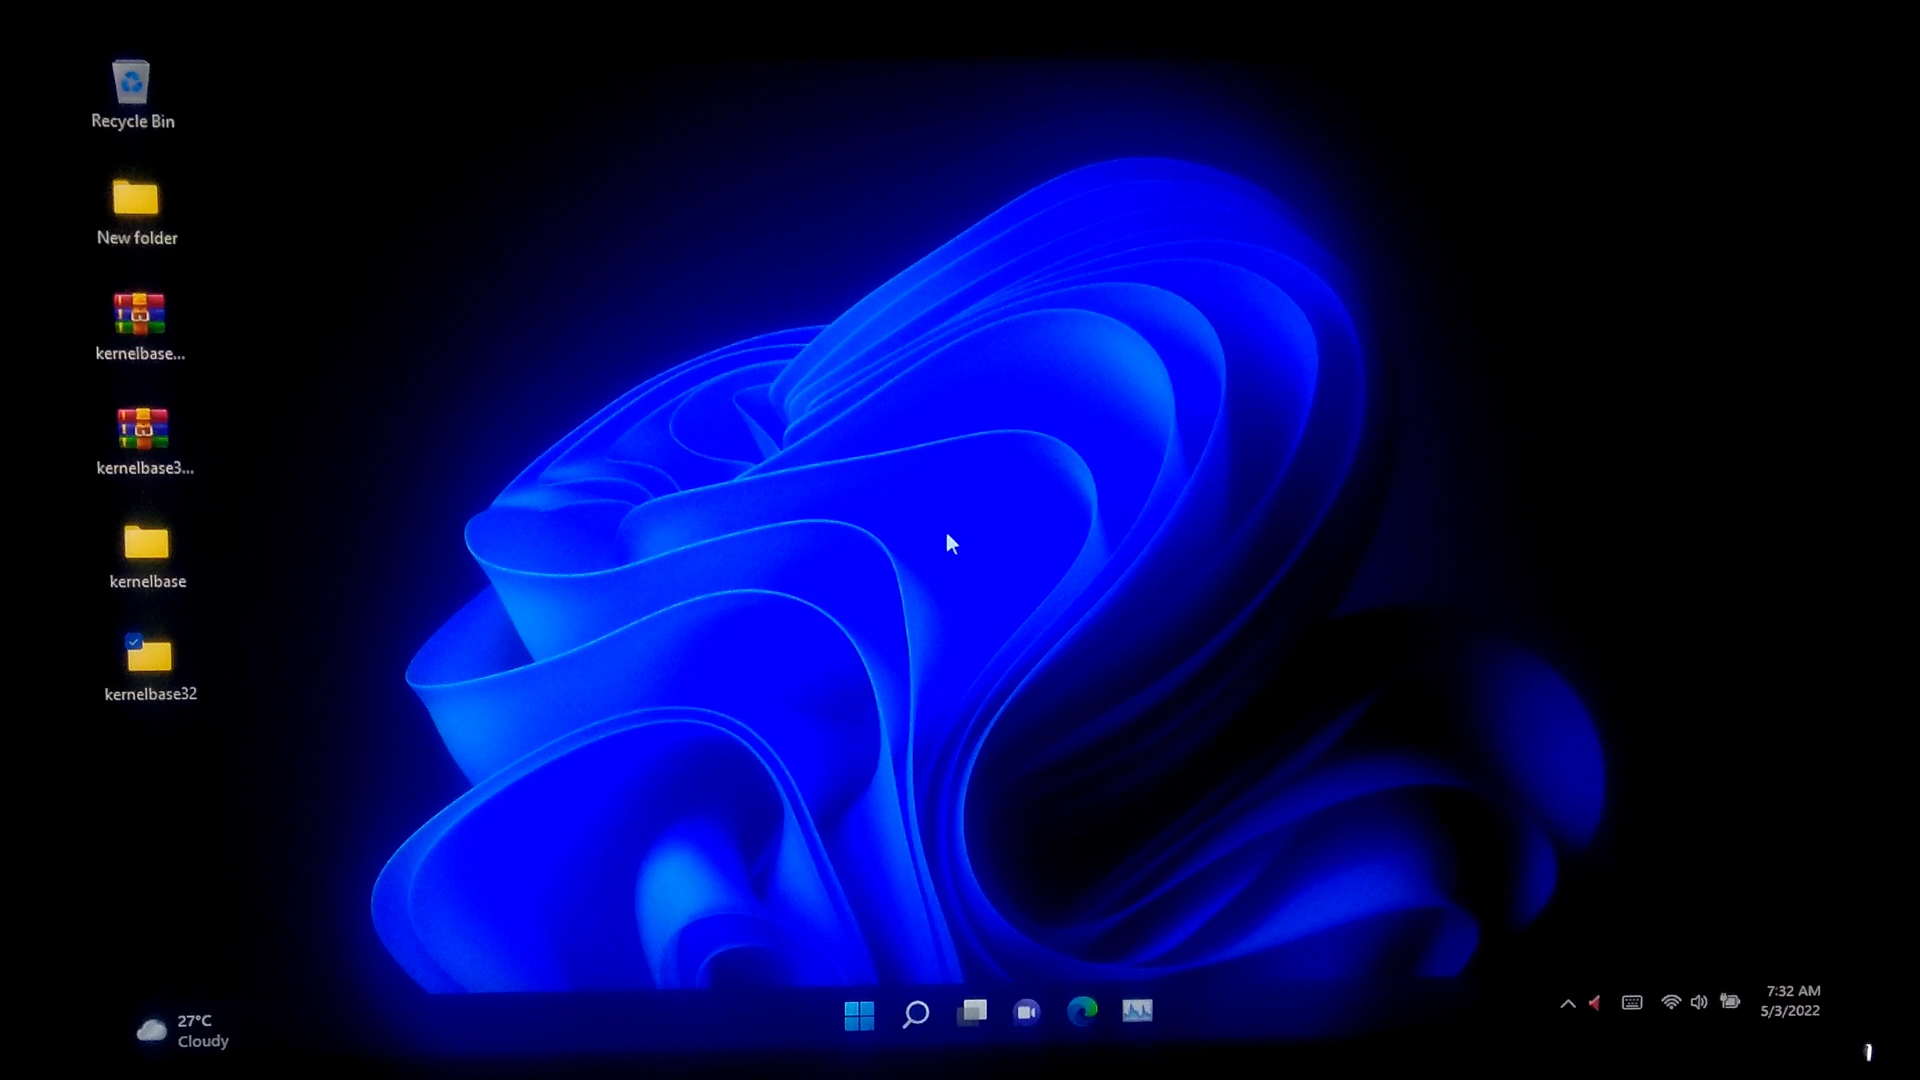 Recycle Bin
New folder
kernelbase...
kernelbase3...
kernelbase
kernelbase32
27°C
Cloudy
7:32 AM
5/3/2022